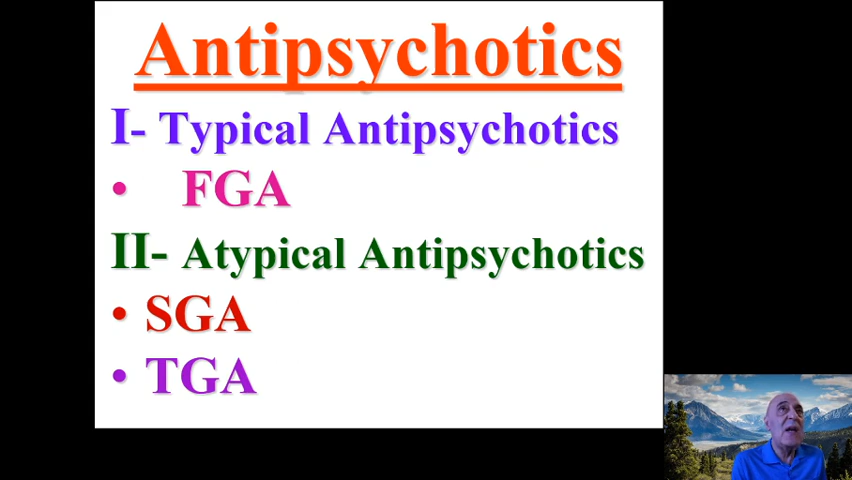 Antipsychotics
I- Typical Antipsychotics
• FGA
II- Atypical Antipsychotics
• SGA
• TGA